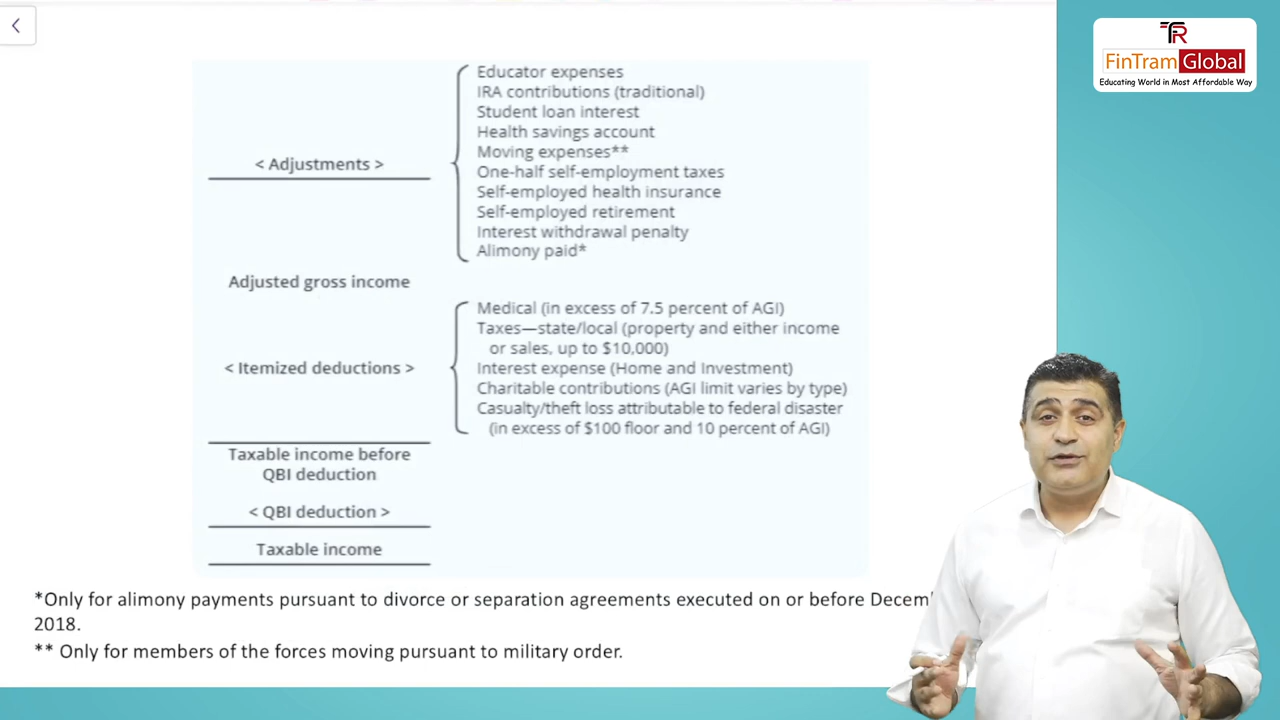 FinTram Global
Educating World in Most Affordable Way
Educator expenses
IRA contributions (traditional)
Student loan interest
Health savings account
Moving expenses**
< Adjustments >
One-half self-employment taxes
Self-employed health insurance
Self-employed retirement
Interest withdrawal penalty
Alimony paid*
Adjusted gross income
Medical (in excess of 7.5 percent of AGI)
Taxes—state/local (property and either income
or sales, up to $10,000)
< Itemized deductions >
Interest expense (Home and Investment)
Charitable contributions (AGI limit varies by type)
Casualty/theft loss attributable to federal disaster
(in excess of $100 floor and 10 percent of AGI)
Taxable income before
QBI deduction
< QBI deduction >
Taxable income
*Only for alimony payments pursuant to divorce or separation agreements executed on or before
2018.
** Only for members of the forces moving pursuant to military order.